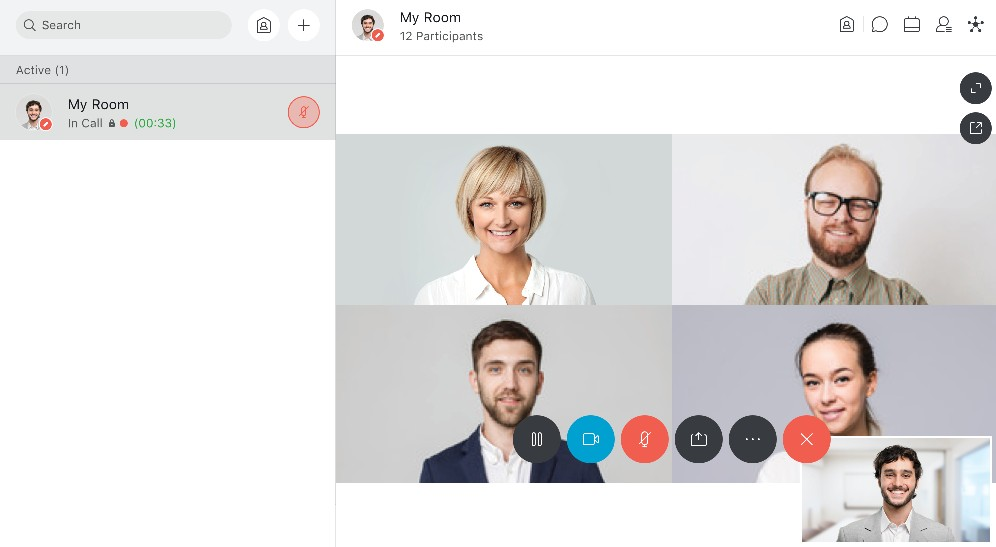 Search
Active (1)
My Room
In Call (00:33)
My Room
12 Participants